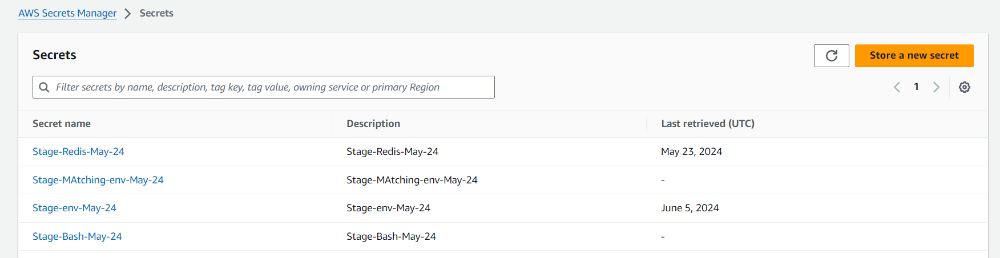 AWS Secrets Manager > Secrets
Secrets
Store a new secret
Filter secrets by name, description, tag key, tag value, owning service or primary Region
1
Secret name Description Last retrieved (UTC)
Stage-Redis-May-24 Stage-Redis-May-24 May 23, 2024
Stage-MAtching-env-May-24 Stage-MAtching-env-May-24 -
Stage-env-May-24 Stage-env-May-24 June 5, 2024
Stage-Bash-May-24 Stage-Bash-May-24 -